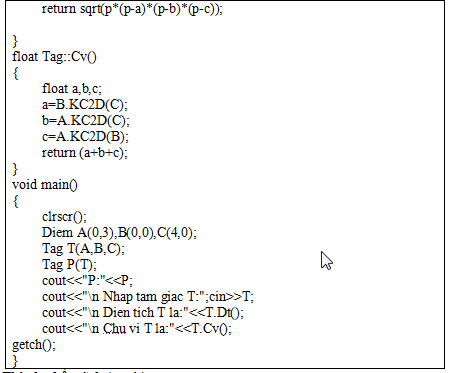 return sqrt(p*(p-a)*(p-b)*(p-c));
}
float Tag::Cv()
{
float a,b,c;
a=B.KC2D(C);
b=A.KC2D(C);
c=A.KC2D(B);
return (a+b+c);
}
void main()
{
clrscr();
Diem A(0,3),B(0,0),C(4,0);
Tag T(A,B,C);
Tag P(T);
cout<<"P:"<<P;
cout<<"\n Nhap tam giac T:";cin>>T;
cout<<"\n Dien tich T la:"<<T.Dt();
cout<<"\n Chu vi T la:"<<T.Cv();
getch();
}